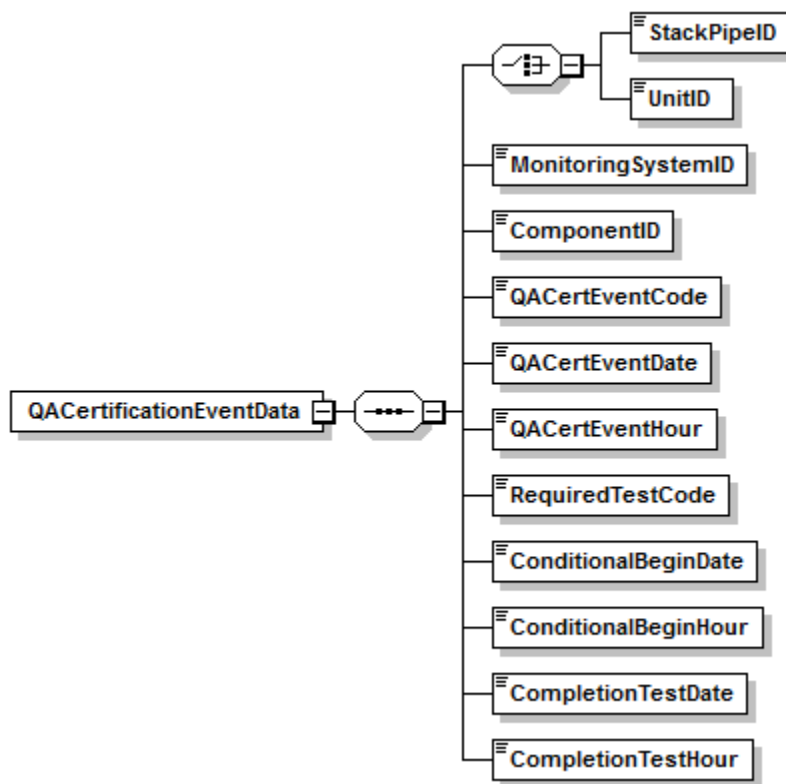 StackPipeID
UnitID
MonitoringSystemID
ComponentID
QACertEventCode
QACertEventDate
QACertificationEventData
QACertEventHour
RequiredTestCode
ConditionalBeginDate
ConditionalBeginHour
CompletionTestDate
CompletionTestHour